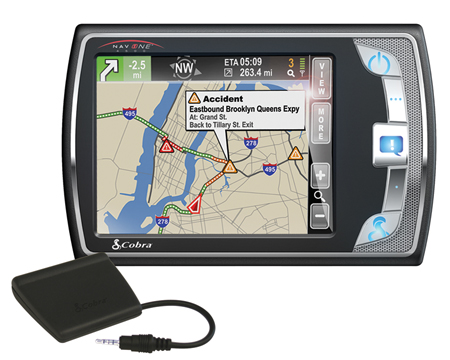 NAV ONE
-2.5
mi
NW
ETA 05:09
263.4 mi
3
VIEW
MORE
Accident
Eastbound Brooklyn Queens Expy
At: Grand St.
Back to Tillary St. Exit
495
278
495
278
Cobra
Cobra